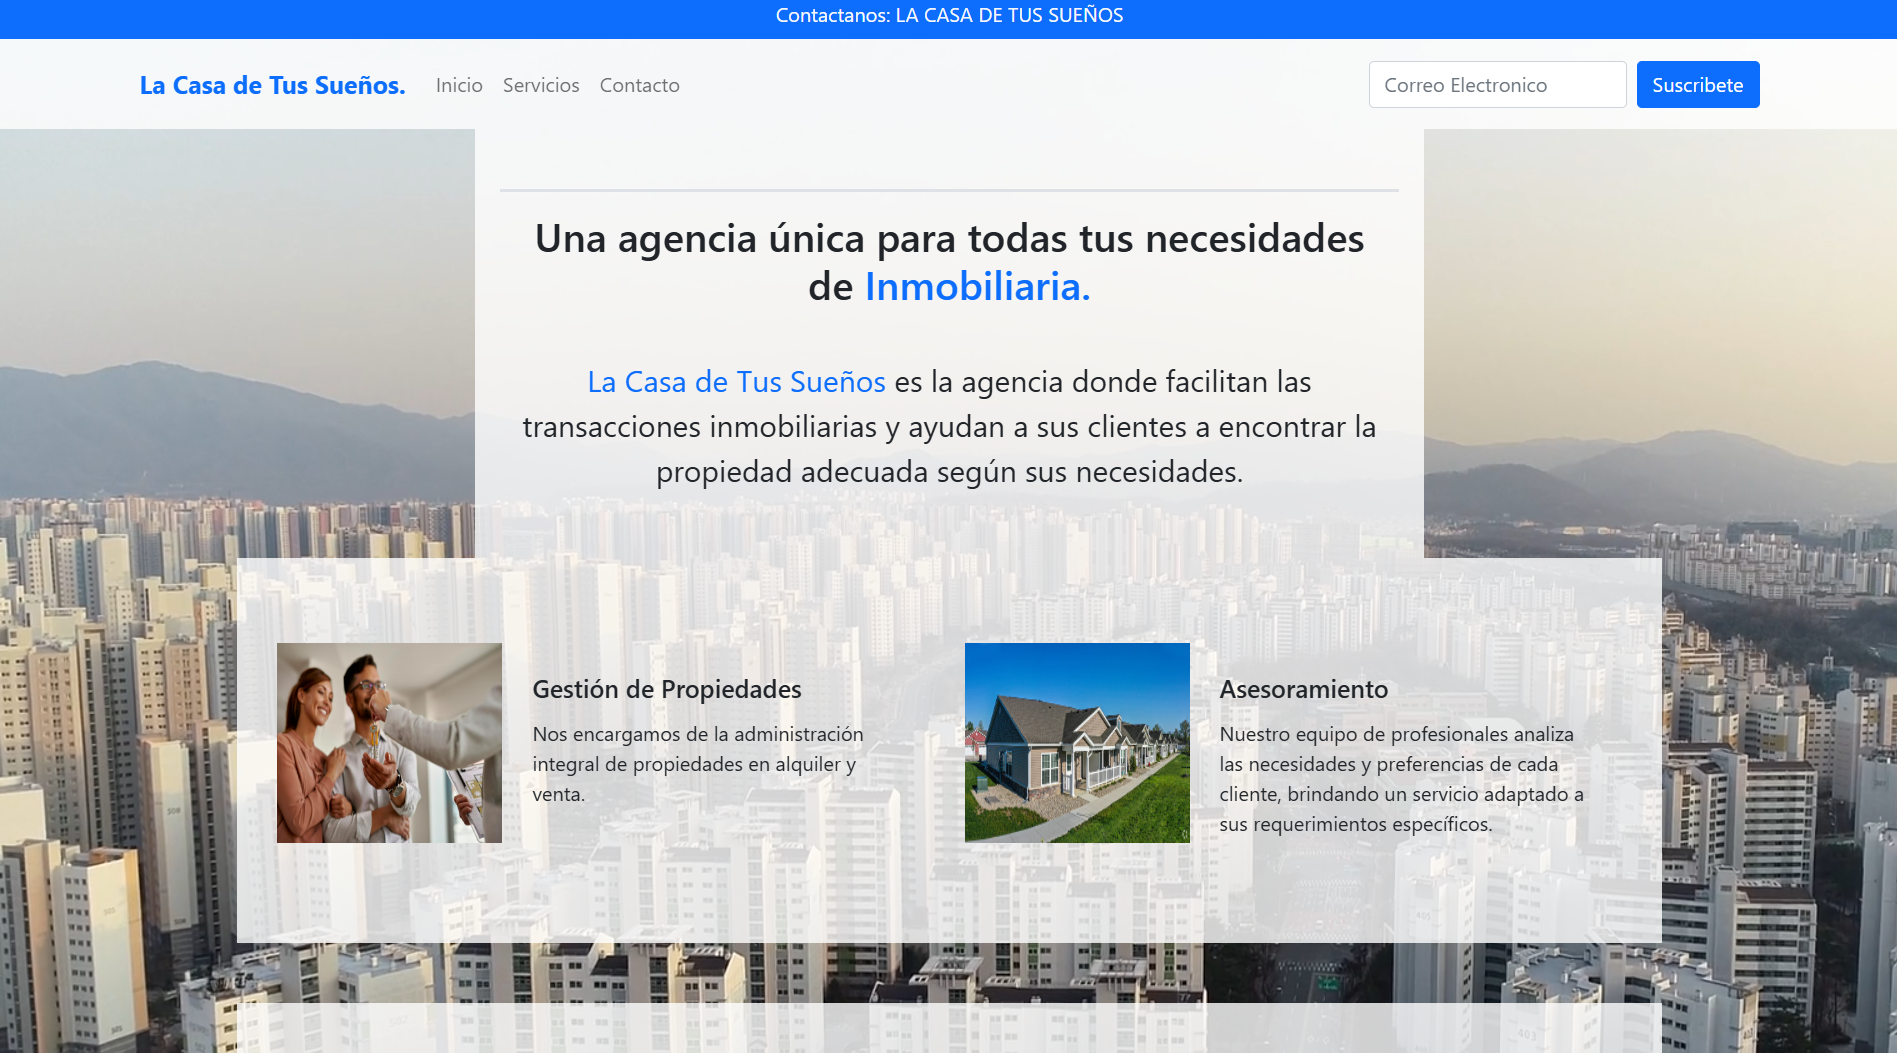 Contactanos: LA CASA DE TUS SUEÑOS
La Casa de Tus Sueños.
Inicio
Servicios
Contacto
Correo Electronico
Suscribete
Una agencia única para todas tus necesidades
de Inmobiliaria.
La Casa de Tus Sueños es la agencia donde facilitan las
transacciones inmobiliarias y ayudan a sus clientes a encontrar la
propiedad adecuada según sus necesidades.
Gestión de Propiedades
Nos encargamos de la administración
integral de propiedades en alquiler y
venta.
Asesoramiento
Nuestro equipo de profesionales analiza
las necesidades y preferencias de cada
cliente, brindando un servicio adaptado a
sus requerimientos específicos.
505
403